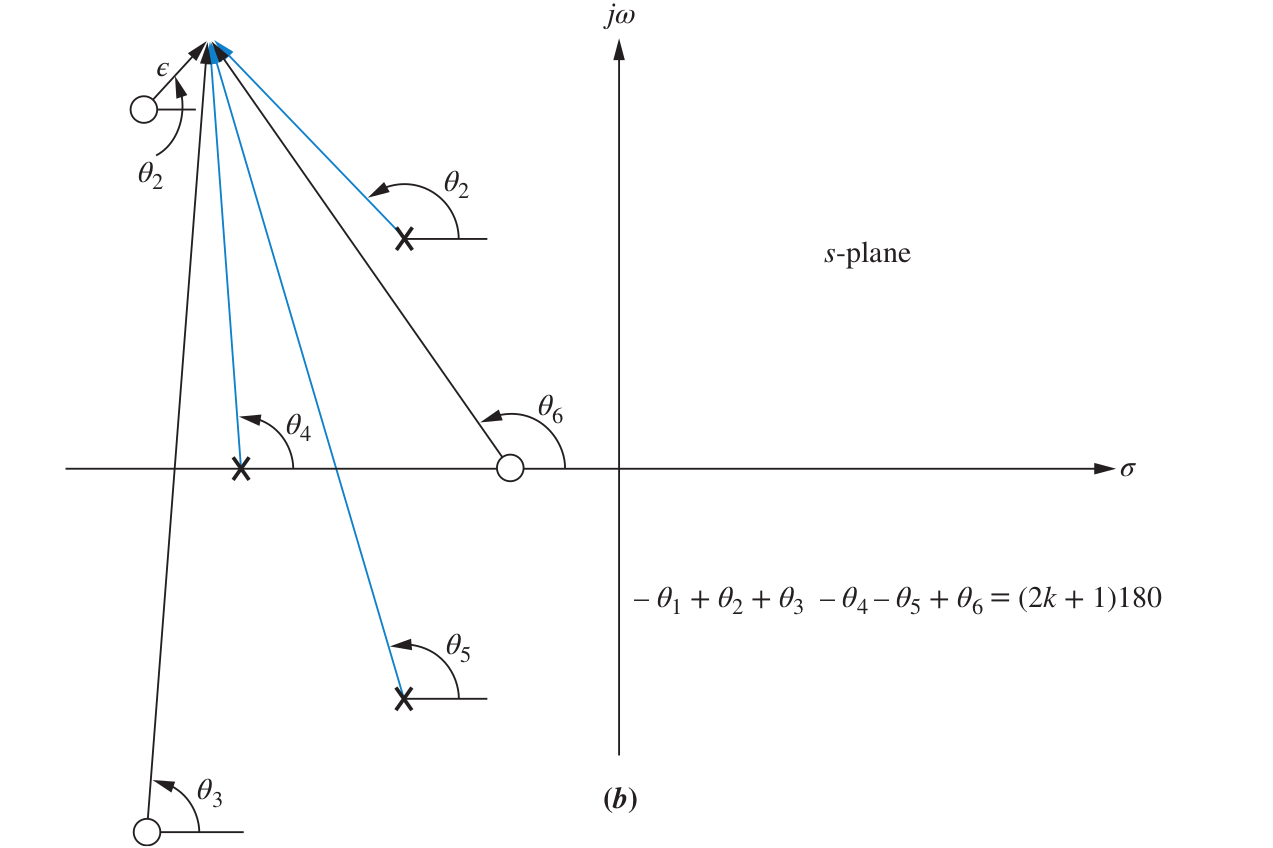 jω
ϵ
θ2
θ2
s-plane
θ6
θ4
σ
– θ1 + θ2 + θ3 – θ4 – θ5 + θ6 = (2k + 1)180
θ5
θ3
(b)